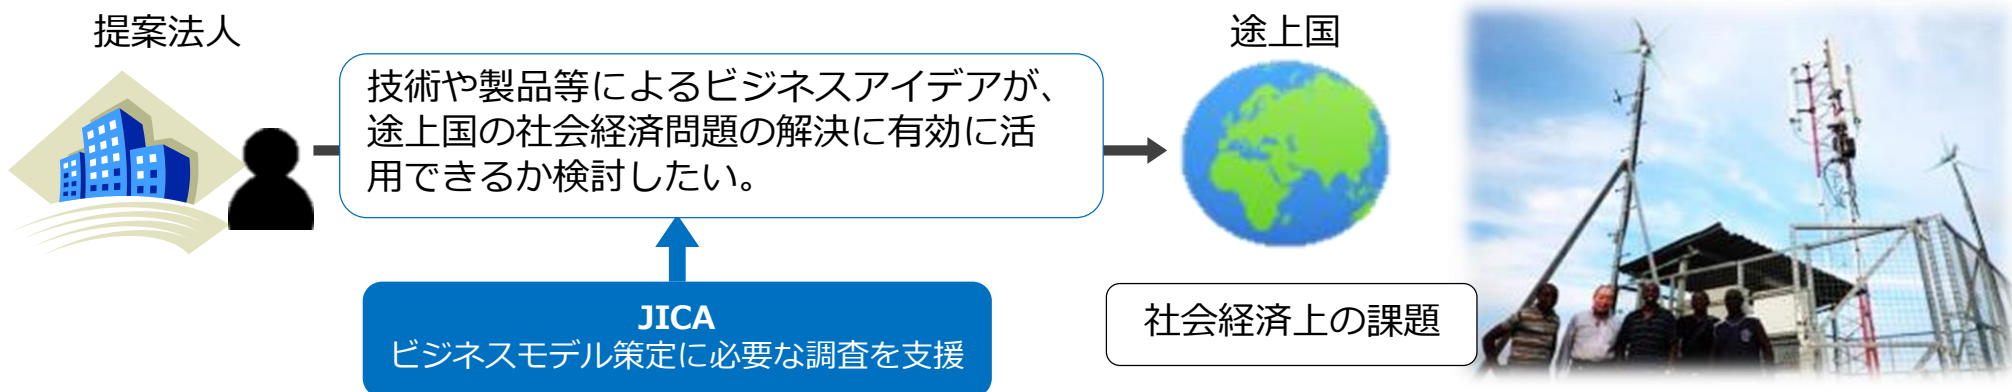 提案法人
技術や製品等によるビジネスアイデアが、
途上国の社会経済問題の解決に有効に活
用できるか検討したい。
途上国
JICA
ビジネスモデル策定に必要な調査を支援
社会経済上の課題